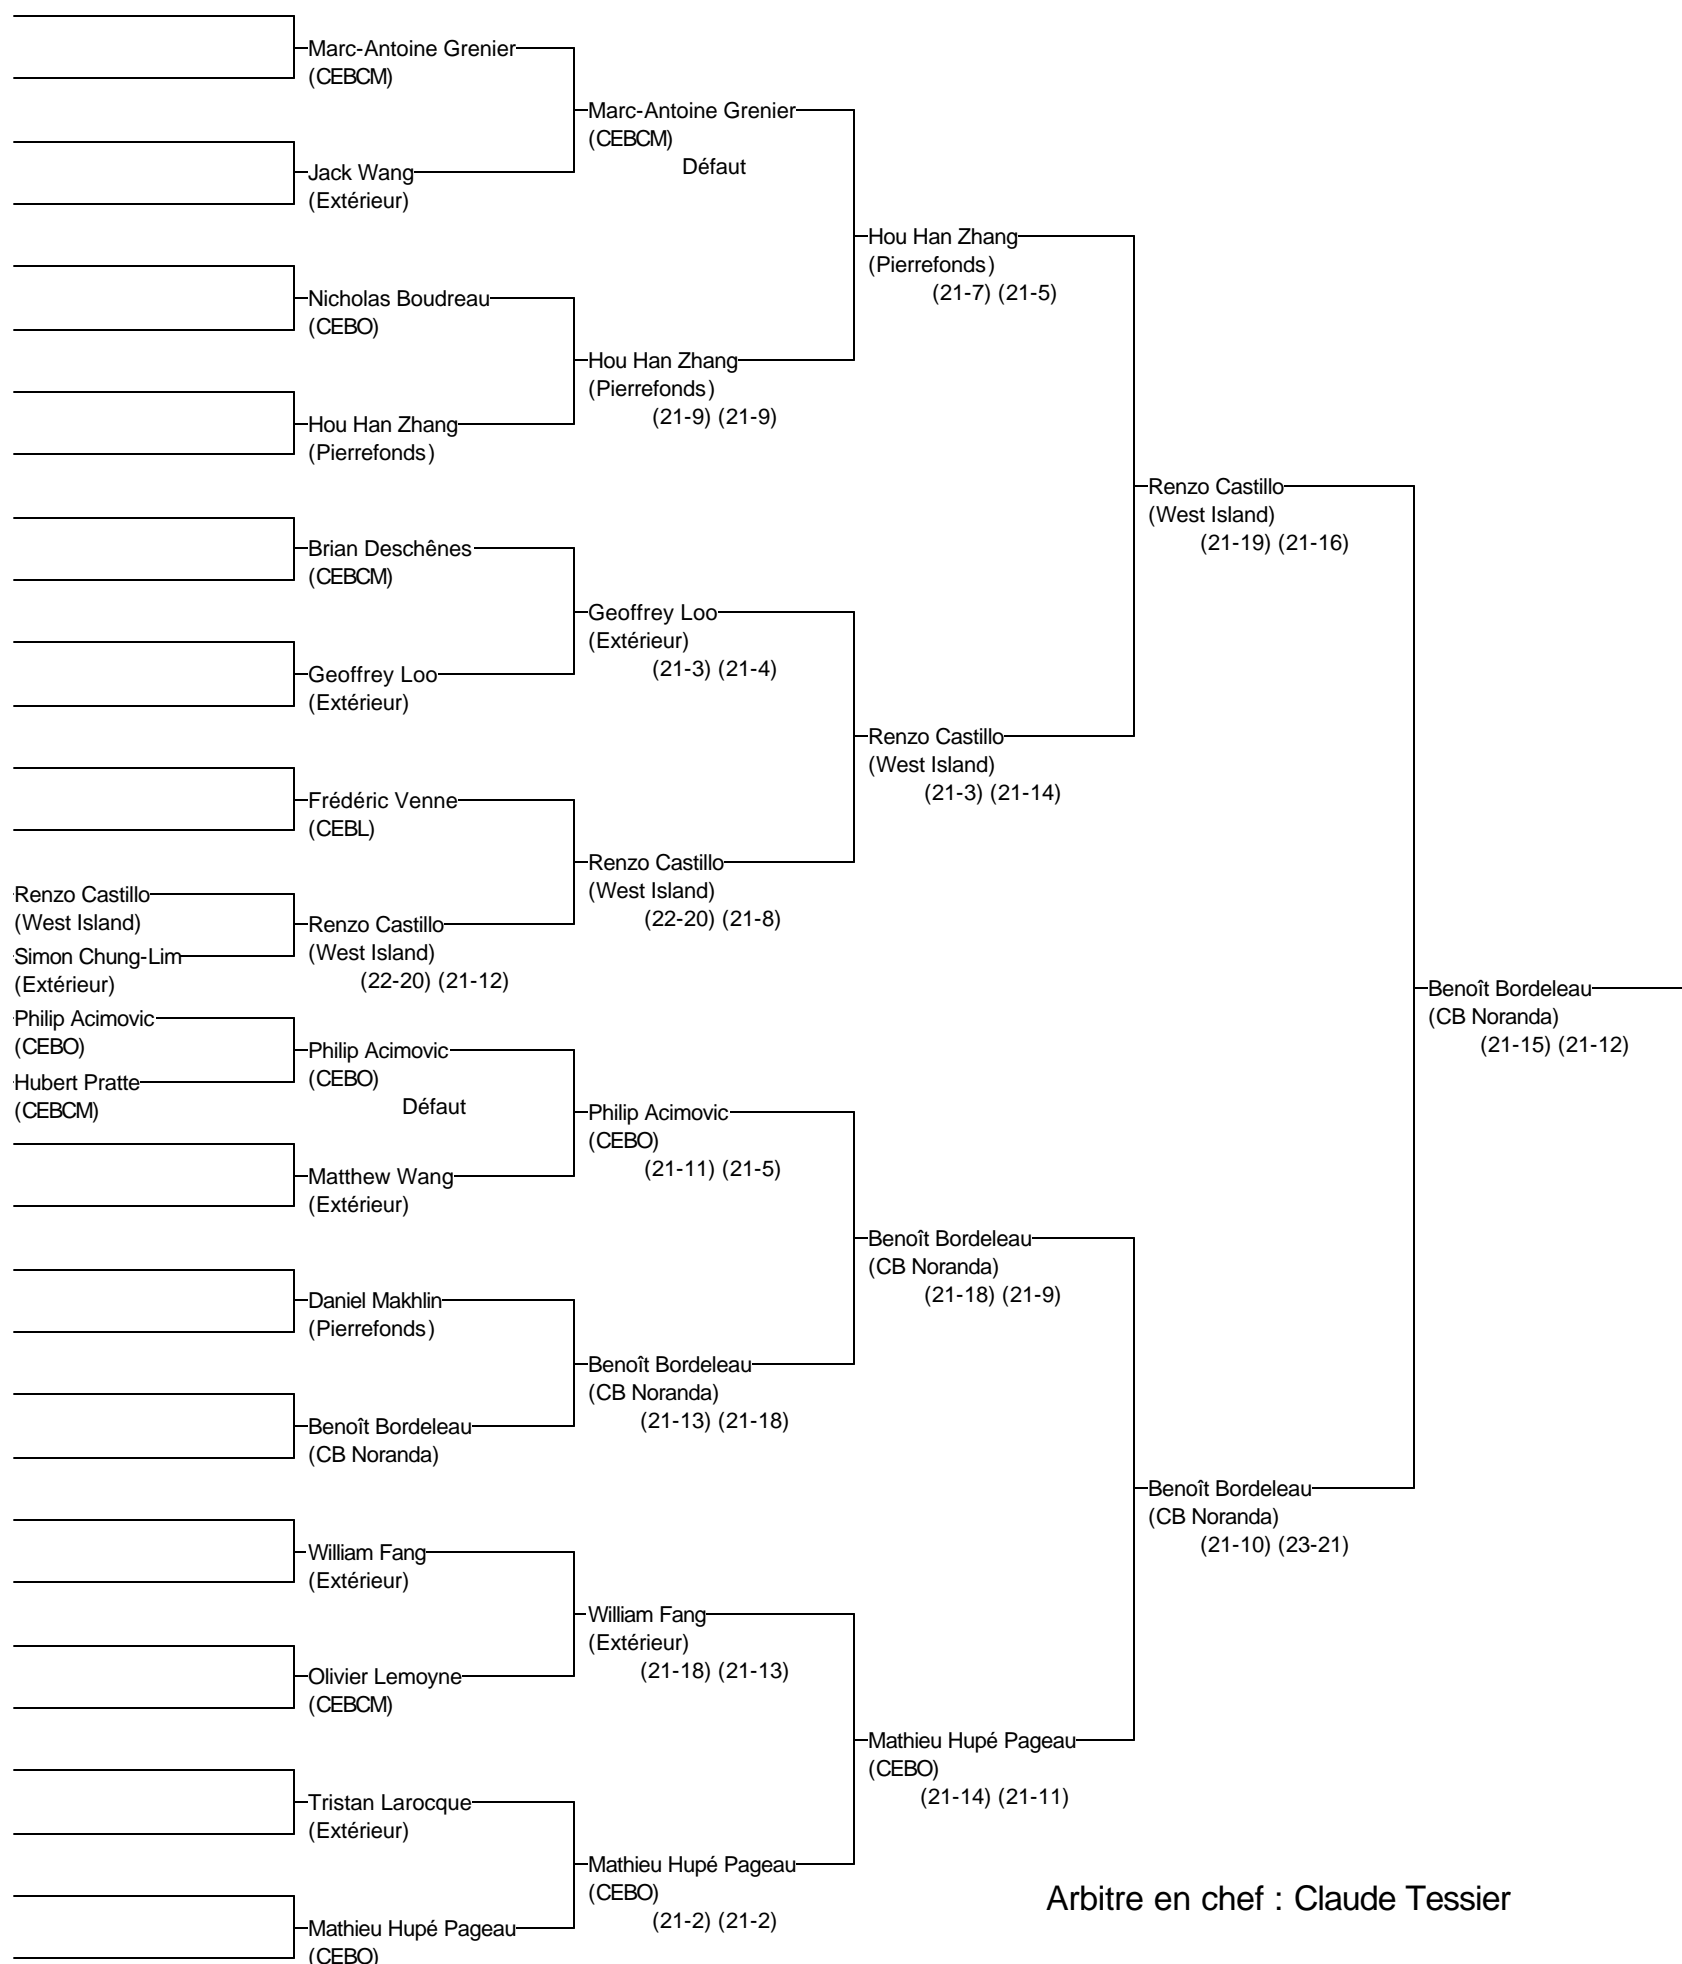 Marc-Antoine Grenier
(CEBCM)
Jack Wang
(Extérieur)
Nicholas Boudreau
(CEBO)
Hou Han Zhang
(Pierrefonds)
Brian Deschênes
(CEBCM)
Geoffrey Loo
(Extérieur)
Frédéric Venne
(CEBL)
Renzo Castillo
(West Island)
Simon Chung-Lim
(Extérieur)
Renzo Castillo
(West Island)
(22-20) (21-12)
Philip Acimovic
(CEBO)
Hubert Pratte
(CEBCM)
Philip Acimovic
(CEBO)
Défaut
Matthew Wang
(Extérieur)
Daniel Makhlin
(Pierrefonds)
Benoît Bordeleau
(CB Noranda)
William Fang
(Extérieur)
Olivier Lemoyne
(CEBCM)
Tristan Larocque
(Extérieur)
Mathieu Hupé Pageau
(CEBO)
Marc-Antoine Grenier
(CEBCM)
Défaut
Hou Han Zhang
(Pierrefonds)
(21-9) (21-9)
Geoffrey Loo
(Extérieur)
(21-3) (21-4)
Renzo Castillo
(West Island)
(22-20) (21-8)
Philip Acimovic
(CEBO)
(21-11) (21-5)
Benoît Bordeleau
(CB Noranda)
(21-13) (21-18)
William Fang
(Extérieur)
(21-18) (21-13)
Mathieu Hupé Pageau
(CEBO)
(21-2) (21-2)
Hou Han Zhang
(Pierrefonds)
(21-7) (21-5)
Renzo Castillo
(West Island)
(21-3) (21-14)
Benoît Bordeleau
(CB Noranda)
(21-18) (21-9)
Mathieu Hupé Pageau
(CEBO)
(21-14) (21-11)
Renzo Castillo
(West Island)
(21-19) (21-16)
Benoît Bordeleau
(CB Noranda)
(21-10) (23-21)
Benoît Bordeleau
(CB Noranda)
(21-15) (21-12)
Arbitre en chef : Claude Tessier